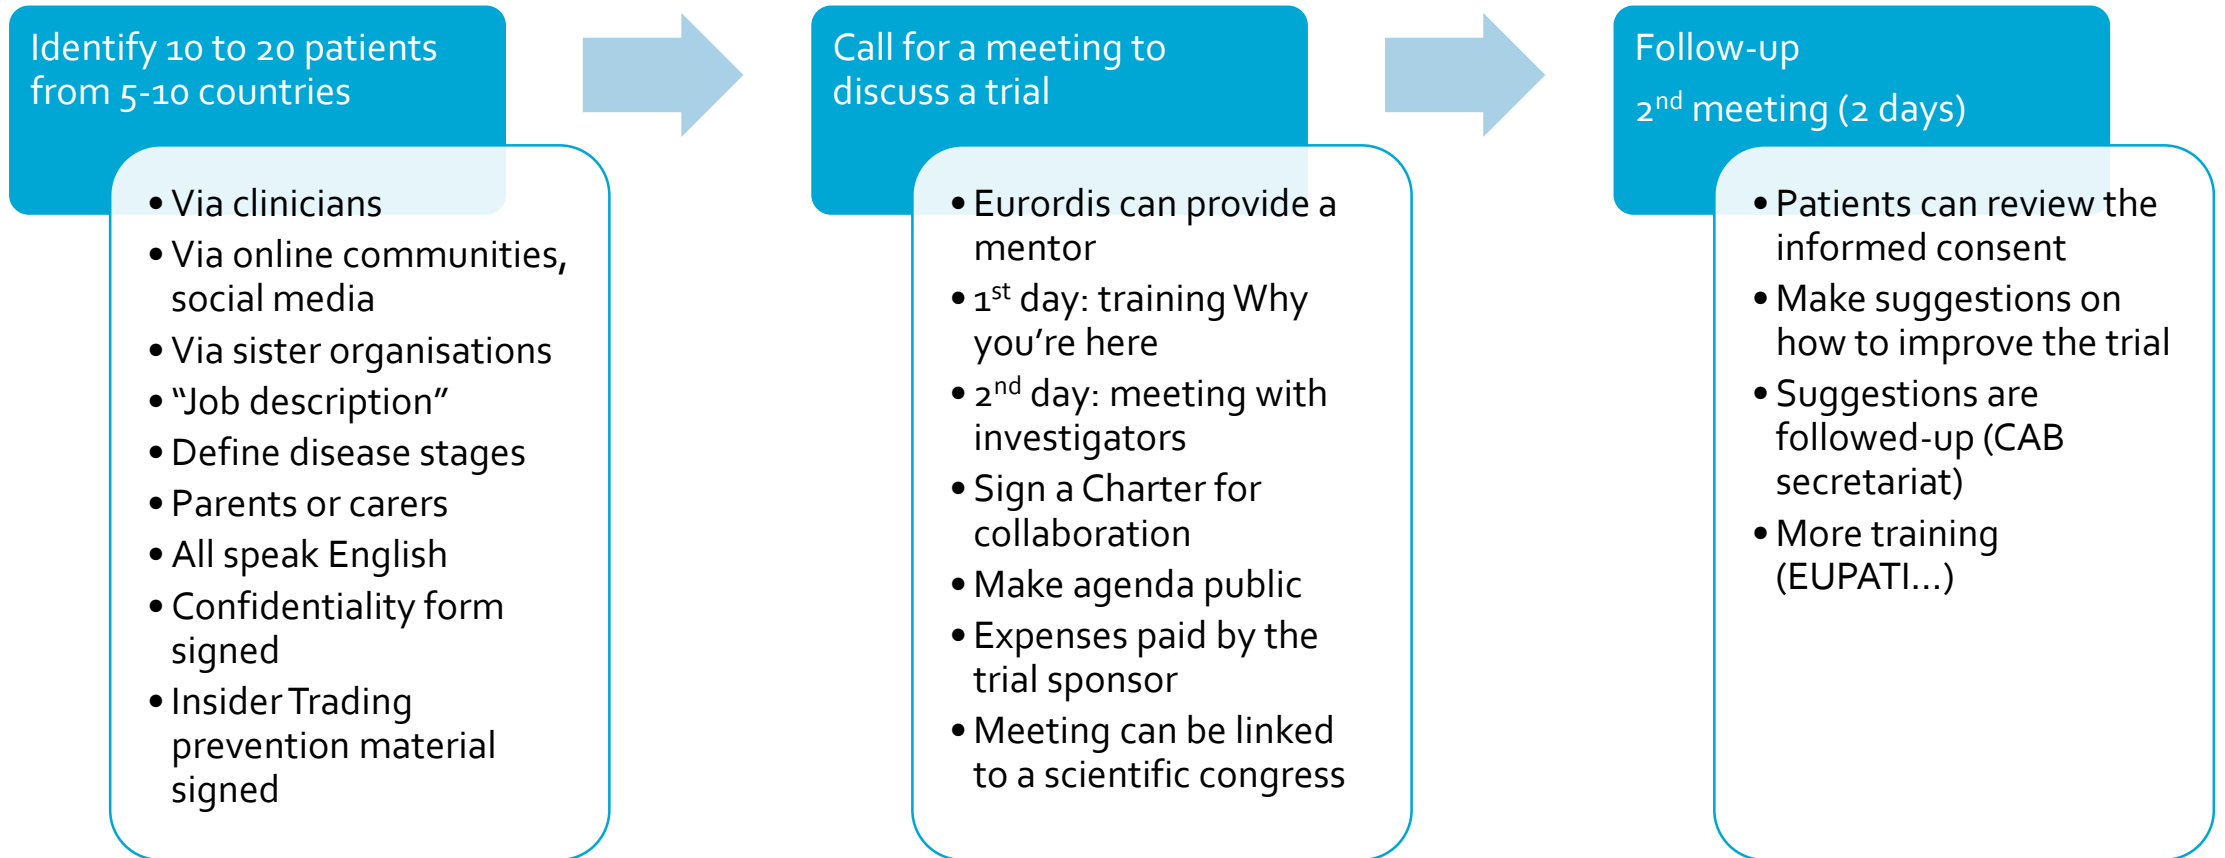 Identify 10 to 20 patients
from 5-10 countries
• Via clinicians
• Via online communities,
social media
• Via sister organisations
• “Job description”
• Define disease stages
• Parents or carers
• All speak English
• Confidentiality form
signed
• Insider Trading
prevention material
signed
Call for a meeting to
discuss a trial
• Eurordis can provide a
mentor
• 1st day: training Why
you’re here
• 2nd day: meeting with
investigators
• Sign a Charter for
collaboration
• Make agenda public
• Expenses paid by the
trial sponsor
• Meeting can be linked
to a scientific congress
Follow-up
2nd meeting (2 days)
• Patients can review the
informed consent
• Make suggestions on
how to improve the trial
• Suggestions are
followed-up (CAB
secretariat)
• More training
(EUPATI…)